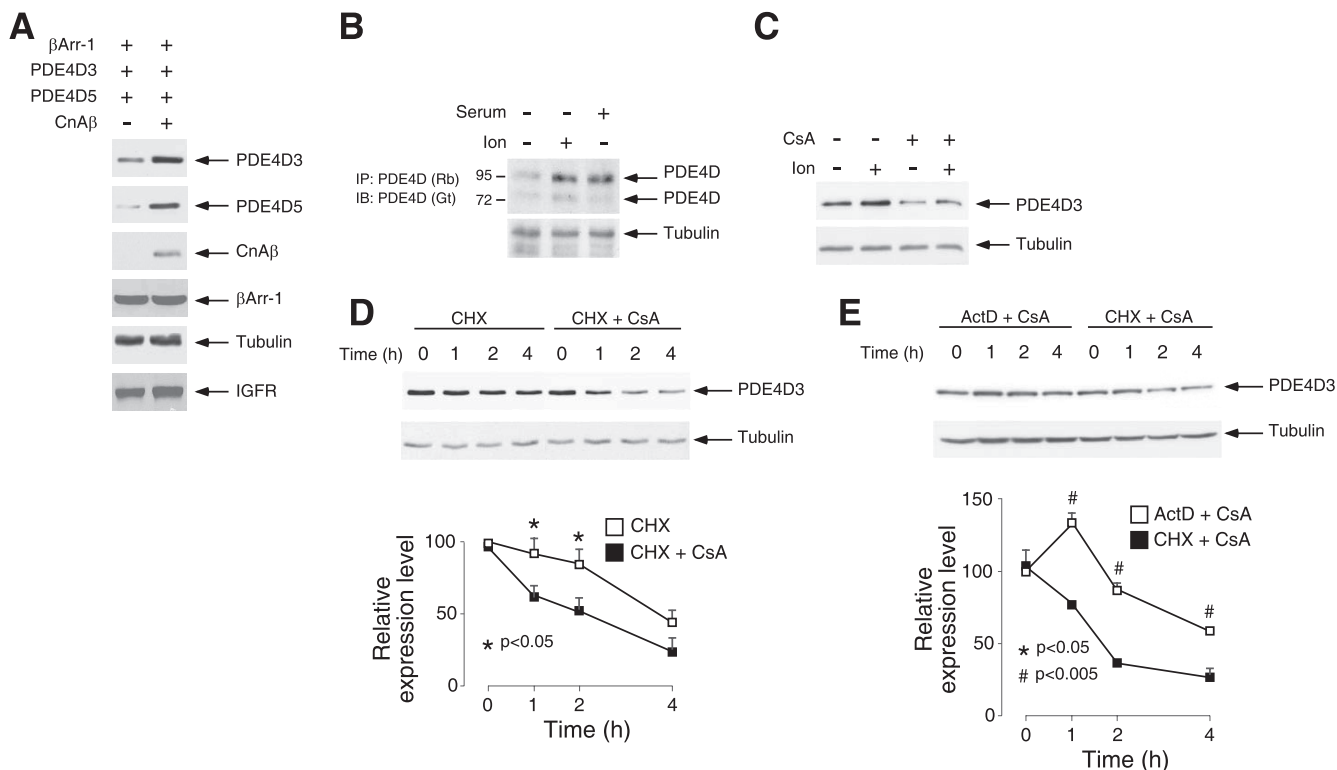 A
βArr-1 + +
PDE4D3 + +
PDE4D5 + +
CnAβ - +
PDE4D3
PDE4D5
CnAβ
βArr-1
Tubulin
IGFR
B
Serum - - +
Ion - + -
IP: PDE4D (Rb)
IB: PDE4D (Gt)
95
72
PDE4D
PDE4D
Tubulin
C
CsA - - + +
Ion - + - +
PDE4D3
Tubulin
D
CHX CHX + CsA
Time (h) 0 1 2 4 0 1 2 4
PDE4D3
Tubulin
Relative
expression level
100
50
0
* *
CHX
CHX + CsA
* p<0.05
0 1 2 4
Time (h)
E
ActD + CsA CHX + CsA
Time (h) 0 1 2 4 0 1 2 4
PDE4D3
Tubulin
Relative
expression level
150
100
50
0
# # #
ActD + CsA
CHX + CsA
* p<0.05
# p<0.005
0 1 2 4
Time (h)